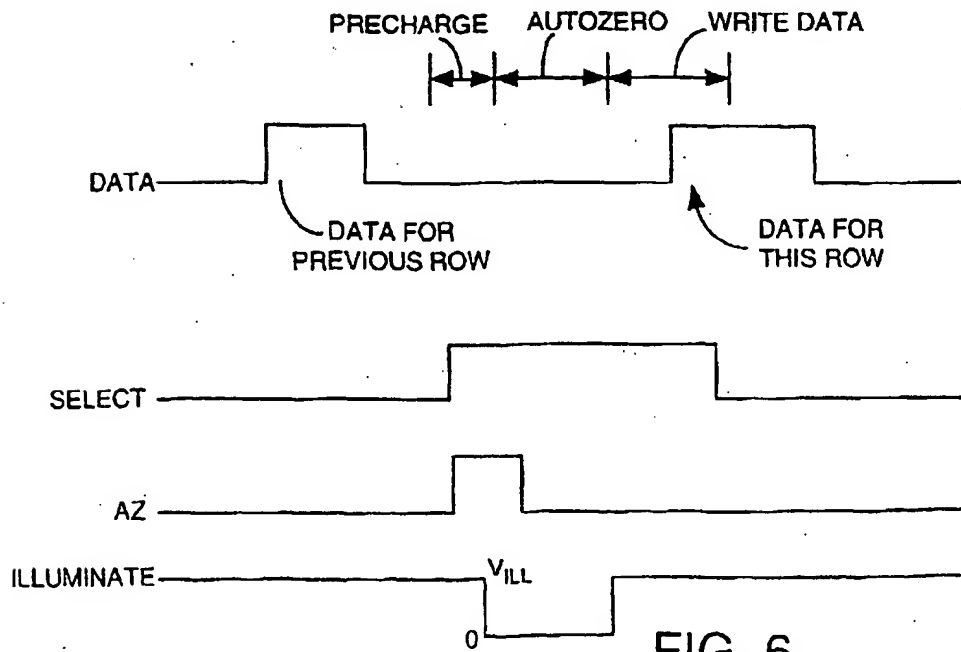 PRECHARGE AUTOZERO WRITE DATA
DATA
DATA FOR
PREVIOUS ROW
DATA FOR
THIS ROW
SELECT
AZ
ILLUMINATE
VILL
0
FIG. 6